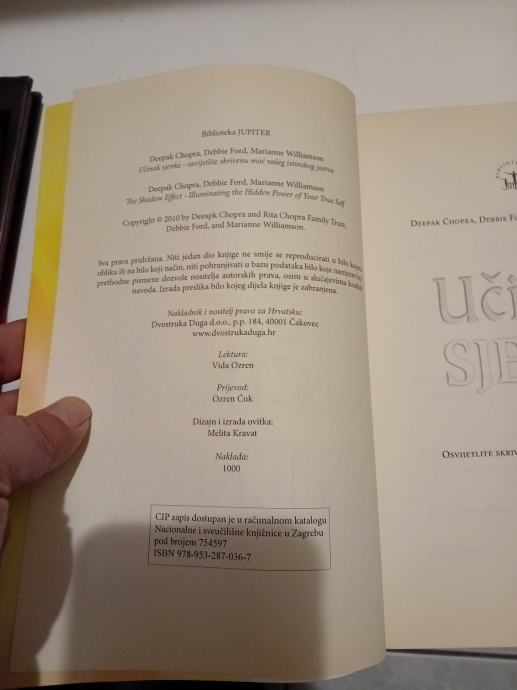 Biblioteka JUPITER
Deepak Chopra, Debbie Ford, Marianne Williamson
Učinak sjenke - osvijetlite skrivenu moć vašeg istinskog jastva
Deepak Chopra, Debbie Ford, Marianne Williamson
The Shadow Effect - Illuminating the Hidden Power of Your True Self
Copyright © 2010 by Deeapk Chopra and Rita Chopra Family Trust,
Debbie Ford, and Marianne Williamson.
Sva prava pridržana. Niti jedan dio knjige ne smije se reproducirati u bilo kojem
obliku ili na bilo koji način, niti pohranjivati u bazu podataka bilo koje namjene bez
prethodne pismene dozvole nositelja autorskih prava, osim u slučajevima kratkih
navoda. Izrada preslika bilo kojeg dijela knjige je zabranjena.
Nakladnik i nositelj prava za Hrvatsku:
Dvostruka Duga d.o.o., p.p. 184, 40001 Čakovec
www.dvostrukaduga.hr
Lektura:
Vida Ozren
Prijevod:
Ozren Čuk
Dizajn i izrada ovitka:
Melita Kravat
Naklada:
1000
CIP zapis dostupan je u računalnom katalogu
Nacionalne i sveučilišne knjižnice u Zagrebu
pod brojem 754597
ISBN 978-953-287-036-7
Deepak Chopra, Debbie Fo
Uči
SJE
Osvijetlite skriv